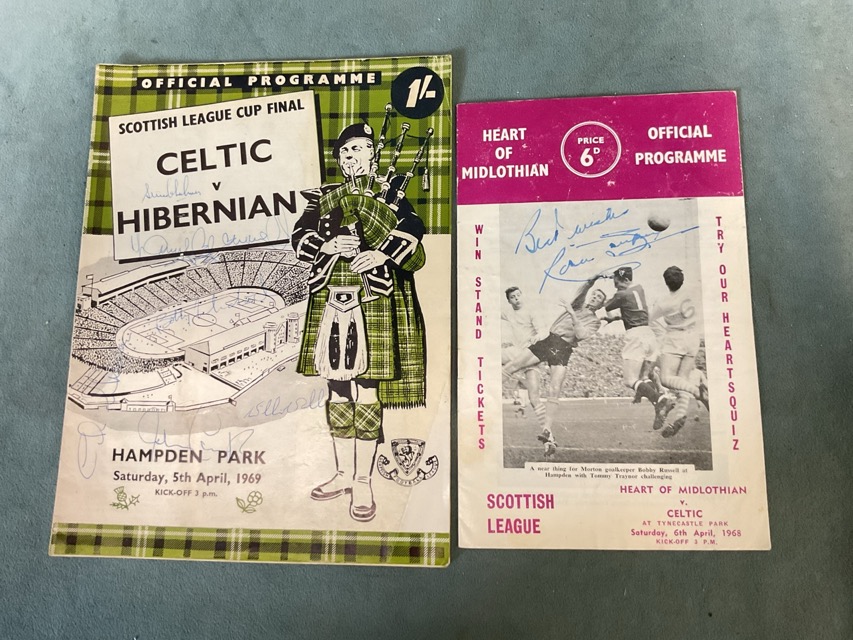 OFFICIAL PROGRAMME
1/-
SCOTTISH LEAGUE CUP FINAL
CELTIC
v
HIBERNIAN
HAMPDEN PARK
Saturday, 5th April, 1969
KICK-OFF 3 p.m.
HEART
OF
MIDLOTHIAN
PRICE
6D
OFFICIAL
PROGRAMME
WIN STAND TICKETS
Best wishes
TRY OUR HEARTSQUIZ
A near thing for Morton goalkeeper Bobby Russell at
Hampden with Tommy Traynor challenging
SCOTTISH
LEAGUE
HEART OF MIDLOTHIAN
v.
CELTIC
AT TYNECASTLE PARK
Saturday, 6th April, 1968
KICK-OFF 3 P.M.